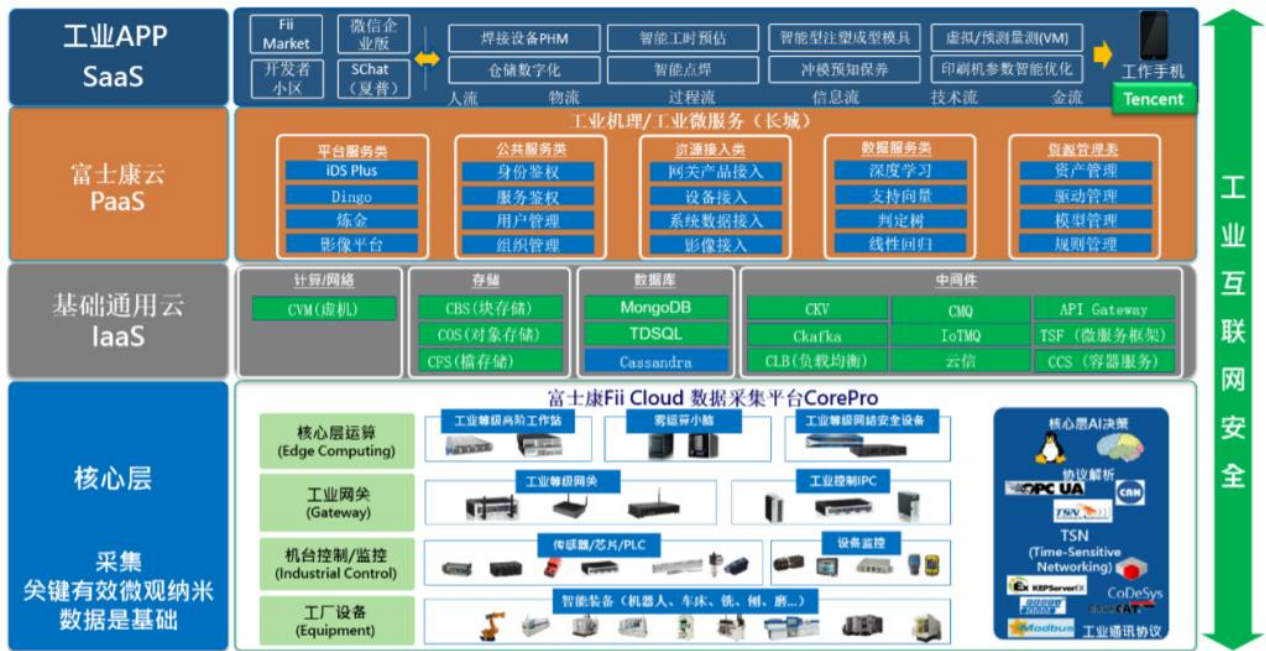 工业APP
SaaS
Fii
Market
微信企
业版
开发者
小区
SChat
(夏普)
焊接设备PHM
智能工时预估
智能型注塑成型模具
虚拟/预测量测(VM)
仓储数字化
智能点焊
冲模预知保养
印刷机参数智能优化
人流
物流
过程流
信息流
技术流
金流
工作手机
Tencent
富士康云
PaaS
工业机理/工业微服务（长城）
平台服务类
iDS Plus
Dingo
炼金
影像平台
公共服务类
身份鉴权
服务鉴权
用户管理
组织管理
资源接入类
网关产品接入
设备接入
系统数据接入
影像接入
数据服务类
深度学习
支持向量
判定树
线性回归
资源管理类
资产管理
驱动管理
模型管理
规则管理
基础通用云
IaaS
计算/网络
CVM(虚机)
存储
CBS(块存储)
COS(对象存储)
CFS(檔存储)
数据库
MongoDB
TDSQL
Cassandra
中间件
CKV
CMQ
API Gateway
Ckafka
IoTMQ
TSF（微服务框架）
CLB(负载均衡)
云信
CCS（容器服务）
核心层
采集
关键有效微观纳米
数据是基础
富士康Fii Cloud 数据采集平台CorePro
核心层运算
(Edge Computing)
工业等级高阶工作站
雾运算小脑
工业等级网络安全设备
工业网关
(Gateway)
工业等级网关
工业控制IPC
机台控制/监控
(Industrial Control)
传感器/芯片/PLC
设备监控
工厂设备
(Equipment)
智能装备（机器人、车床、铣、刨、磨...）
核心层AI决策
协议解析
OPC UA
CAN
TSN
TSN
(Time-Sensitive
Networking)
KEPServerEX
CoDeSys
Modbus
工业通讯协议
工业互联网安全